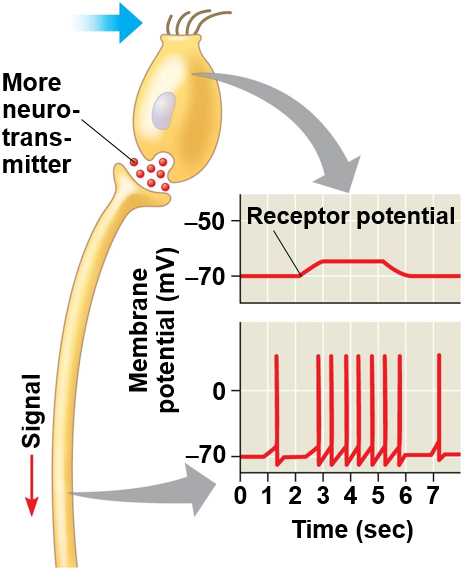 More
neuro-
trans-
mitter
Signal
Membrane
potential (mV)
–50
Receptor potential
–70
0
–70
0 1 2 3 4 5 6 7
Time (sec)